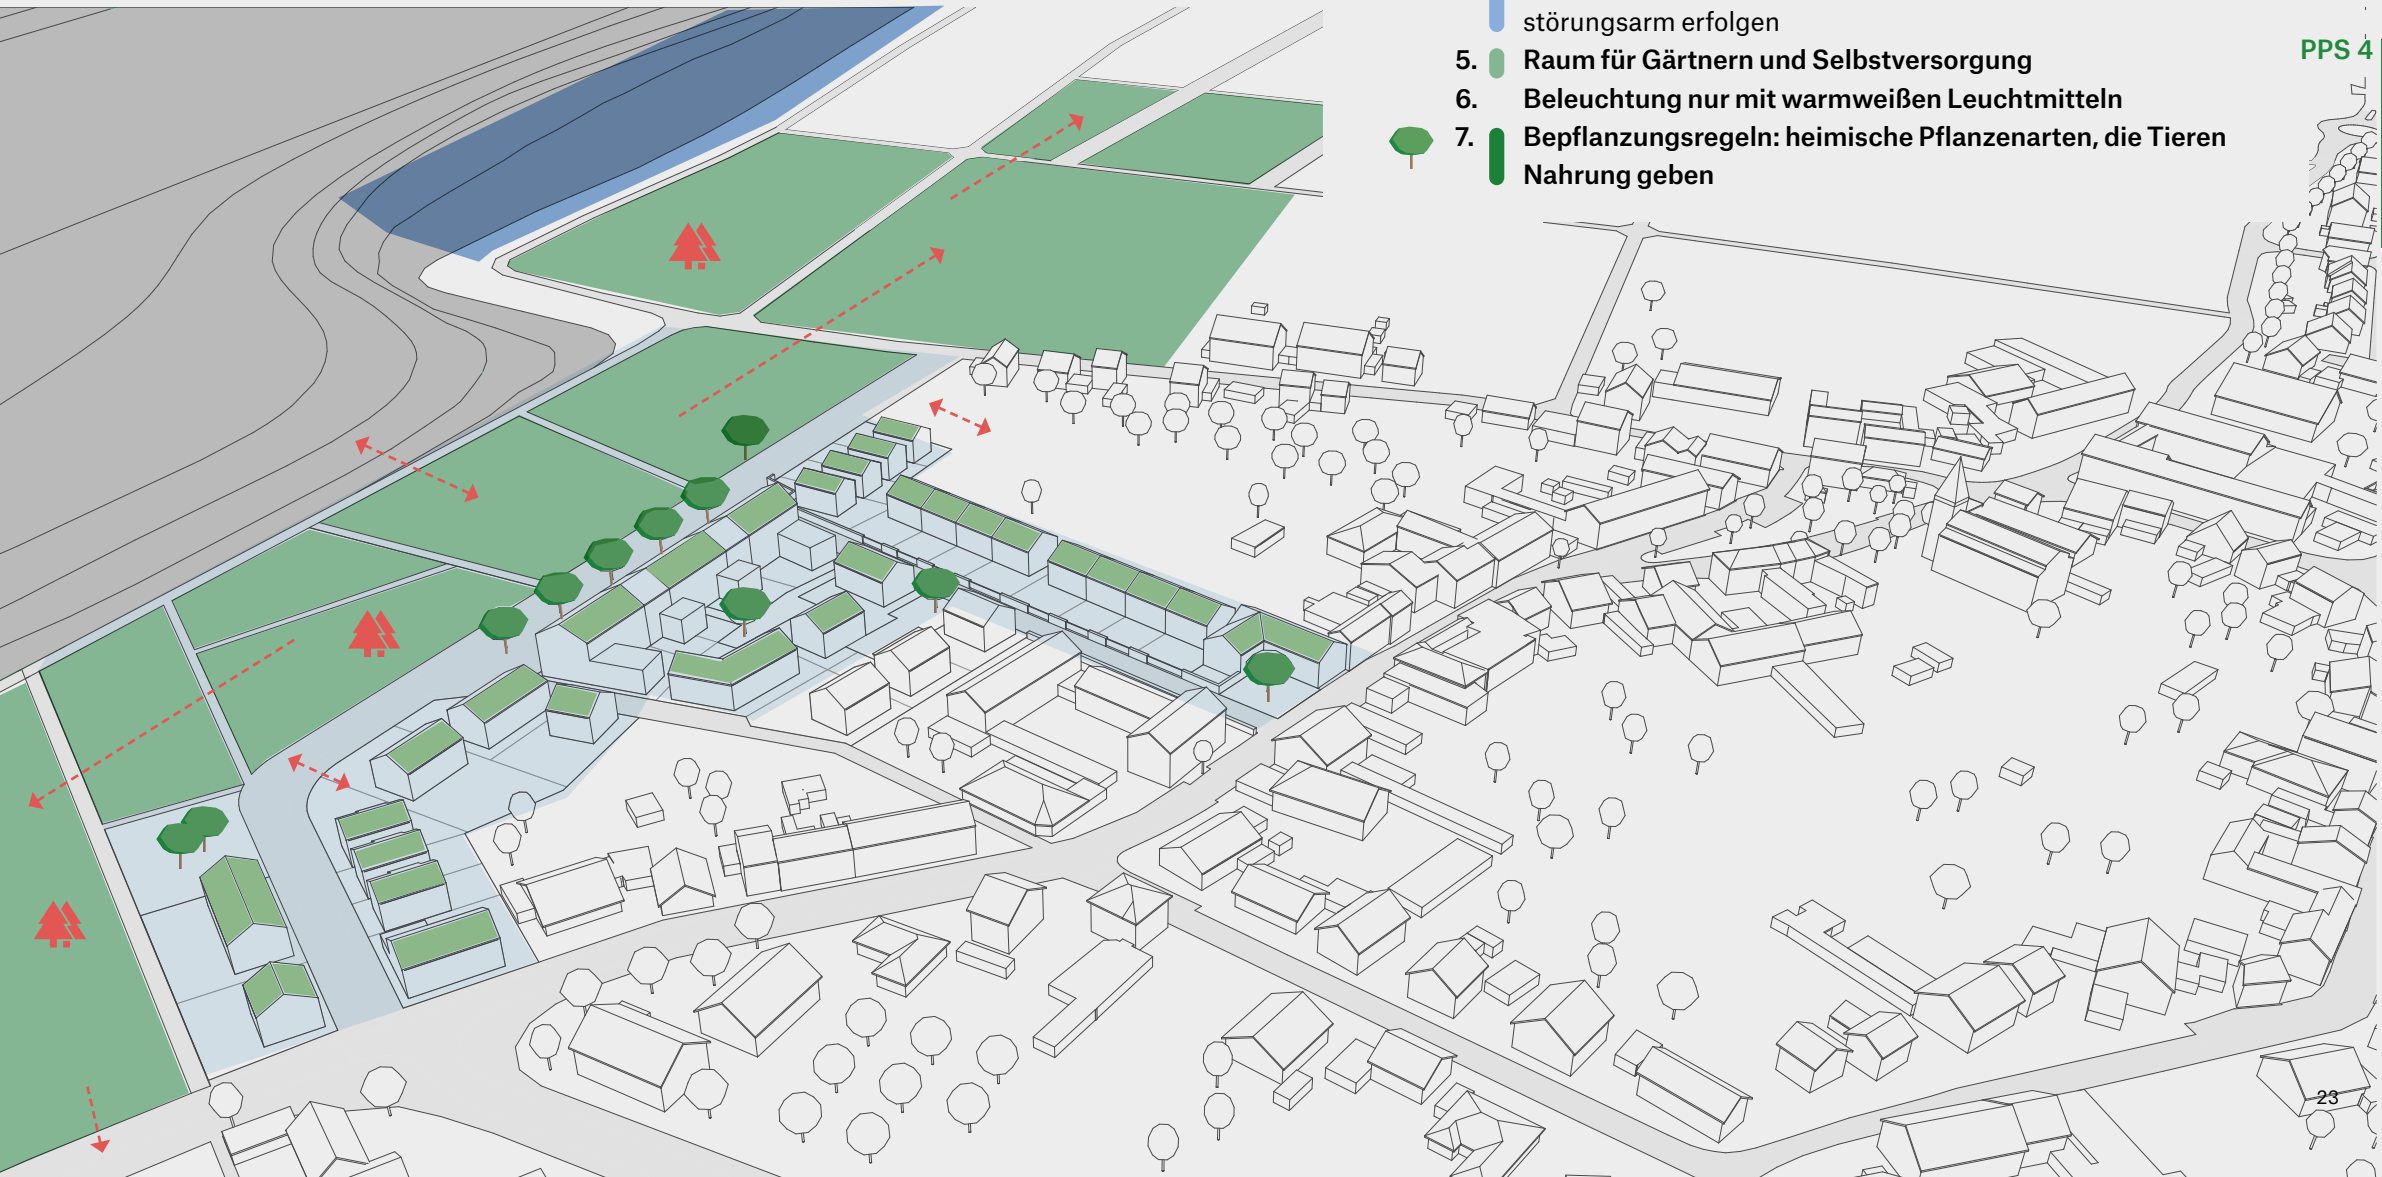 störungsarm erfolgen
PPS 4
5. Raum für Gärtnern und Selbstversorgung
6. Beleuchtung nur mit warmweißen Leuchtmitteln
7. Bepflanzungsregeln: heimische Pflanzenarten, die Tieren
Nahrung geben
23